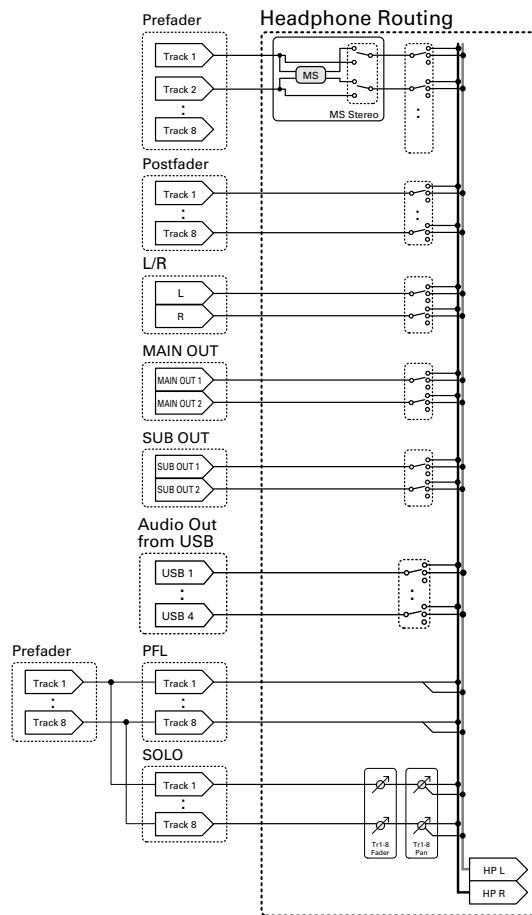 Prefader
Headphone Routing
Track 1
Track 2
:
Track 8
MS
MS Stereo
:
Postfader
Track 1
:
Track 8
:
L/R
L
R
MAIN OUT
MAIN OUT 1
MAIN OUT 2
SUB OUT
SUB OUT 1
SUB OUT 2
Audio Out
from USB
USB 1
:
USB 4
:
Prefader
Track 1
:
Track 8
PFL
Track 1
:
Track 8
SOLO
Track 1
:
Track 8
Tr1-8
Fader
Tr1-8
Pan
HP L
HP R